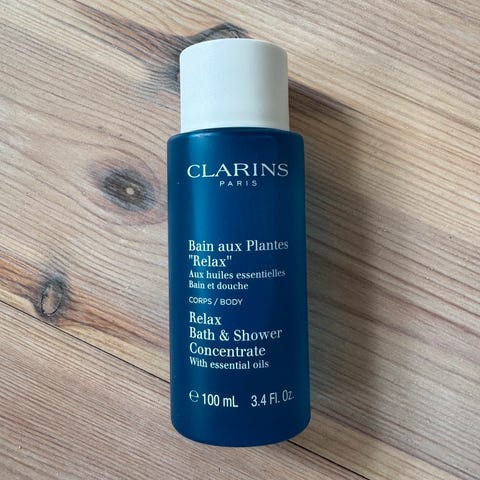 CLARINS
PARIS
Bain aux Plantes
"Relax"
Aux huiles essentielles
Bain et douche
CORPS / BODY
Relax
Bath & Shower
Concentrate
With essential oils
℮ 100 mL 3.4 Fl. Oz.